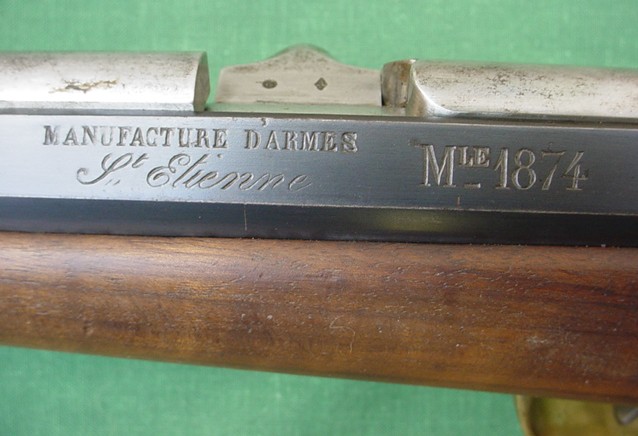 MANUFACTURE D'ARMES
St. Etienne
MLE 1874